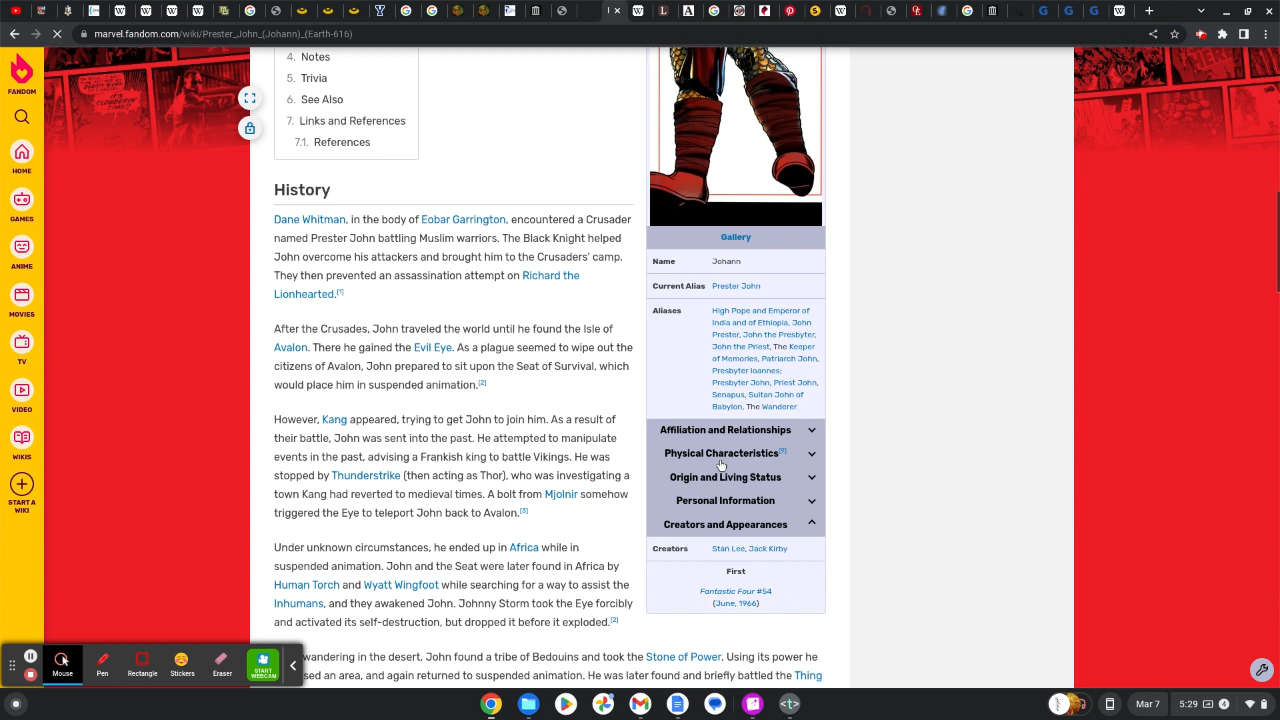 marvel.fandom.com/wiki/Prester_John_(Johann)_(Earth-616)
FANDOM
HOME
GAMES
ANIME
MOVIES
TV
VIDEO
WIKIS
START A
WIKI
4. Notes
5. Trivia
6. See Also
7. Links and References
7.1. References
History
Dane Whitman, in the body of Eobar Garrington, encountered a Crusader
named Prester John battling Muslim warriors. The Black Knight helped
John overcome his attackers and brought him to the Crusaders' camp.
They then prevented an assassination attempt on Richard the
Lionhearted.[1]
After the Crusades, John traveled the world until he found the Isle of
Avalon. There he gained the Evil Eye. As a plague seemed to wipe out the
citizens of Avalon, John prepared to sit upon the Seat of Survival, which
would place him in suspended animation.[2]
However, Kang appeared, trying to get John to join him. As a result of
their battle, John was sent into the past. He attempted to manipulate
events in the past, advising a Frankish king to battle Vikings. He was
stopped by Thunderstrike (then acting as Thor), who was investigating a
town Kang had reverted to medieval times. A bolt from Mjolnir somehow
triggered the Eye to teleport John back to Avalon.[3]
Under unknown circumstances, he ended up in Africa while in
suspended animation. John and the Seat were later found in Africa by
Human Torch and Wyatt Wingfoot while searching for a way to assist the
Inhumans, and they awakened John. Johnny Storm took the Eye forcibly
and activated its self-destruction, but dropped it before it exploded.[2]
wandering in the desert, John found a tribe of Bedouins and took the Stone of Power. Using its power he
sed an area, and again returned to suspended animation. He was later found and briefly battled the Thing
Gallery
Name Johann
Current Alias Prester John
Aliases High Pope and Emperor of
India and of Ethiopia, John
Prester, John the Presbyter,
John the Priest, The Keeper
of Memories, Patriarch John,
Presbyter Ioannes;
Presbyter John, Priest John,
Senapus, Sultan John of
Babylon, The Wanderer
Affiliation and Relationships
Physical Characteristics[?]
Origin and Living Status
Personal Information
Creators and Appearances
Creators Stan Lee, Jack Kirby
First
Fantastic Four #54
(June, 1966)
Mouse
Pen
Rectangle
Stickers
Eraser
START
WEBCAM
Mar 7 5:29